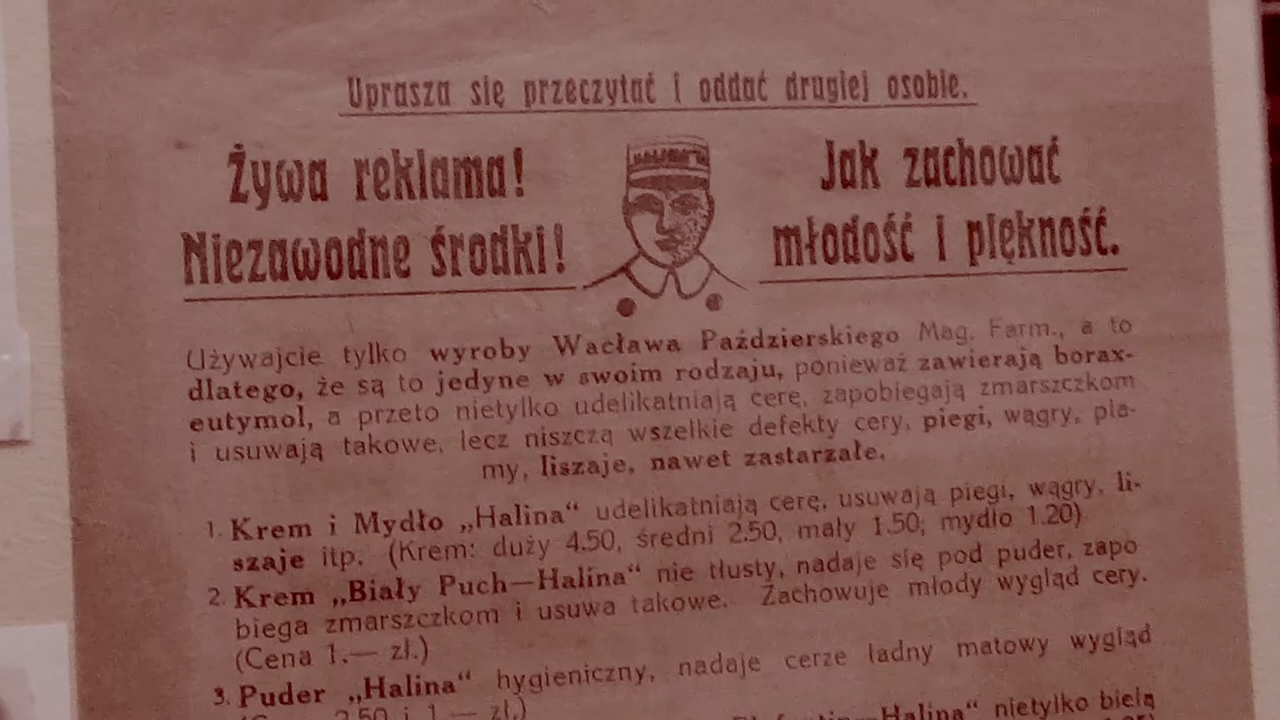 Uprasza się przeczytać i oddać drugiej osobie.
Żywa reklama!
Niezawodne środki!
Jak zachować
młodość i piękność.
Używajcie tylko wyroby Wacława Paździerskiego Mag. Farm., a to
dlatego, że są to jedyne w swoim rodzaju, ponieważ zawierają borax-
eutymol, a przeto nietylko udelikatniają cerę, zapobiegają zmarszczkom
i usuwają takowe, lecz niszczą wszelkie defekty cery, piegi, wągry, pla-
my, liszaje, nawet zastarzałe.
1. Krem i Mydło „Halina" udelikatniają cerę, usuwają piegi, wągry, li-
szaje itp. (Krem: duży 4.50, średni 2.50, mały 1.50; mydło 1.20)
2. Krem „Biały Puch—Halina" nie tłusty, nadaje się pod puder, zapo
biega zmarszczkom i usuwa takowe. Zachowuje młody wygląd cery.
(Cena 1.— zł.)
3. Puder „Halina" hygieniczny, nadaje cerze ładny matowy wygląd
2.50 i 1.— zł.)
Halina" nietylko bielą